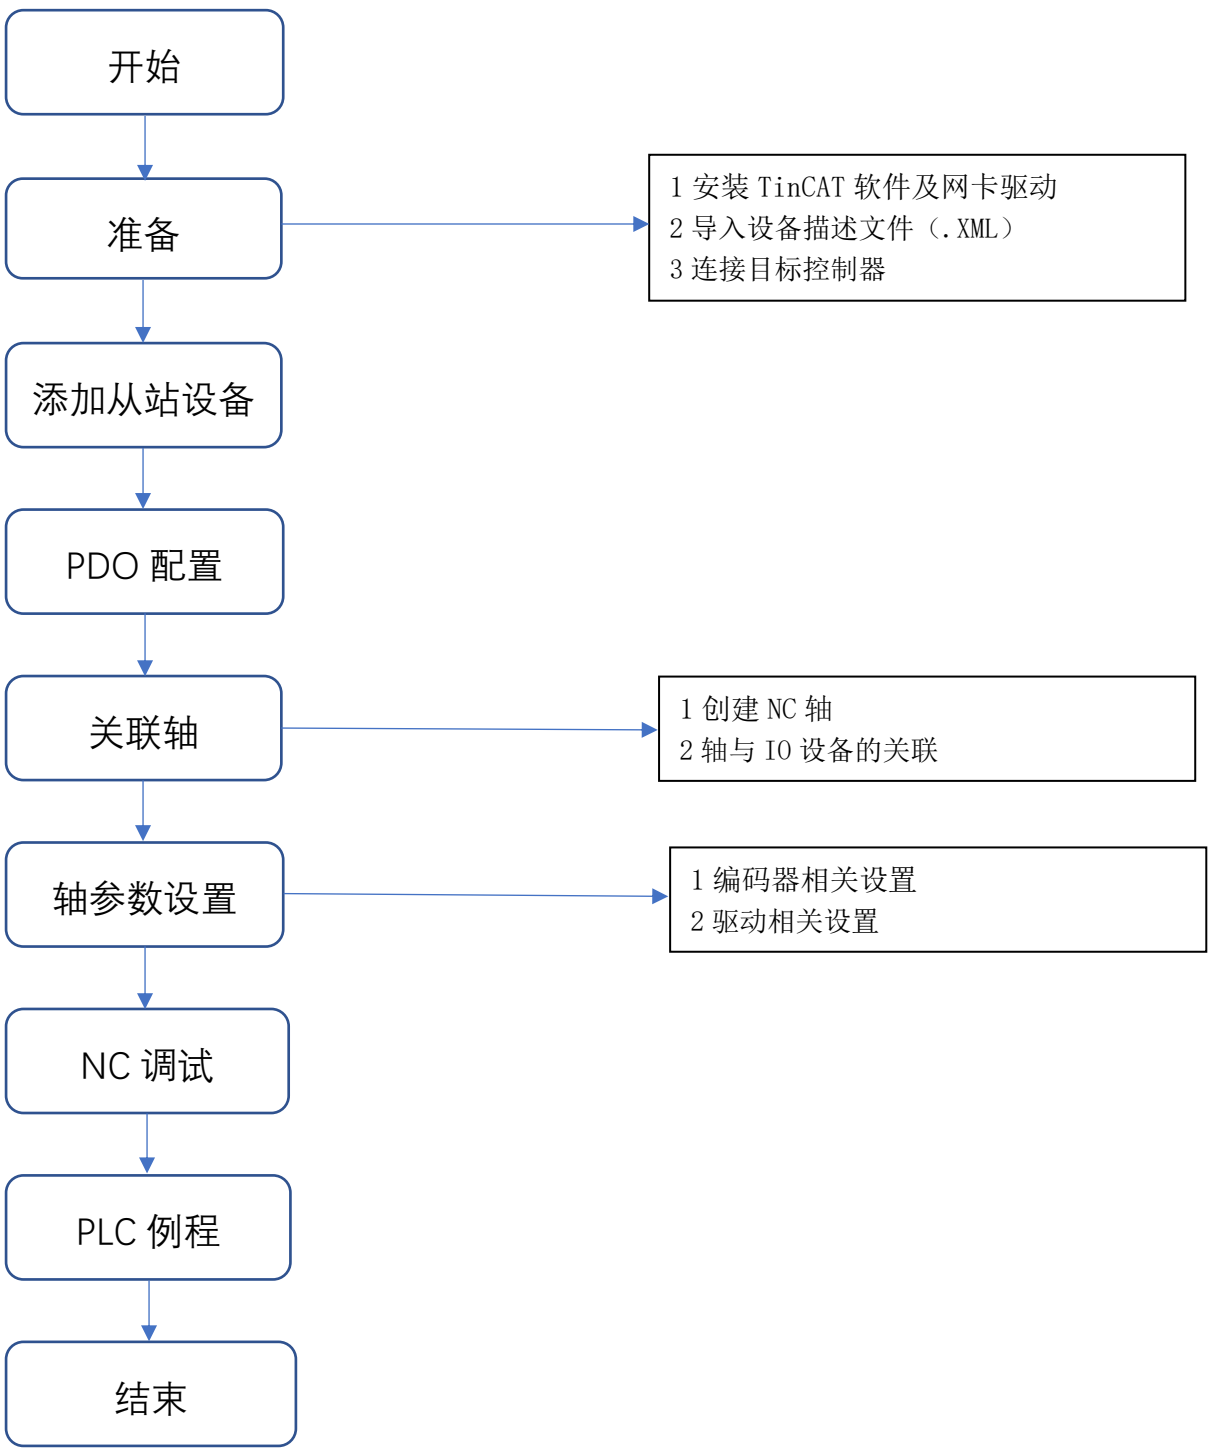 开始
准备
1 安装 TinCAT 软件及网卡驱动
2 导入设备描述文件（.XML）
3 连接目标控制器
添加从站设备
PDO 配置
关联轴
1 创建 NC 轴
2 轴与 IO 设备的关联
轴参数设置
1 编码器相关设置
2 驱动相关设置
NC 调试
PLC 例程
结束